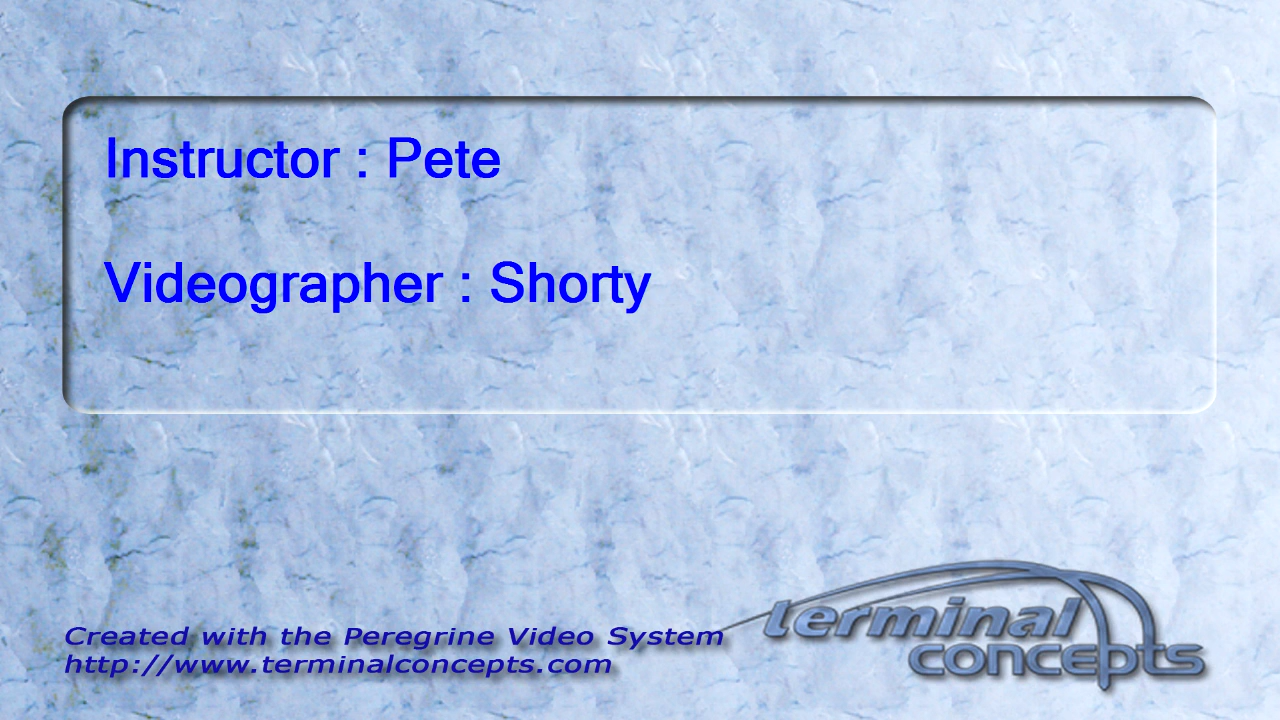 Instructor : Pete
Videographer : Shorty
Created with the Peregrine Video System
http://www.terminalconcepts.com
terminal
concepts